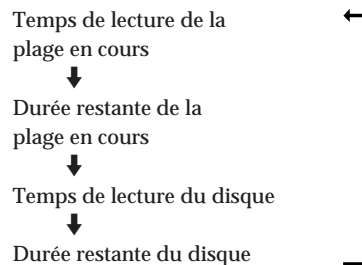 Temps de lecture de la
plage en cours
Durée restante de la
plage en cours
Temps de lecture du disque
Durée restante du disque